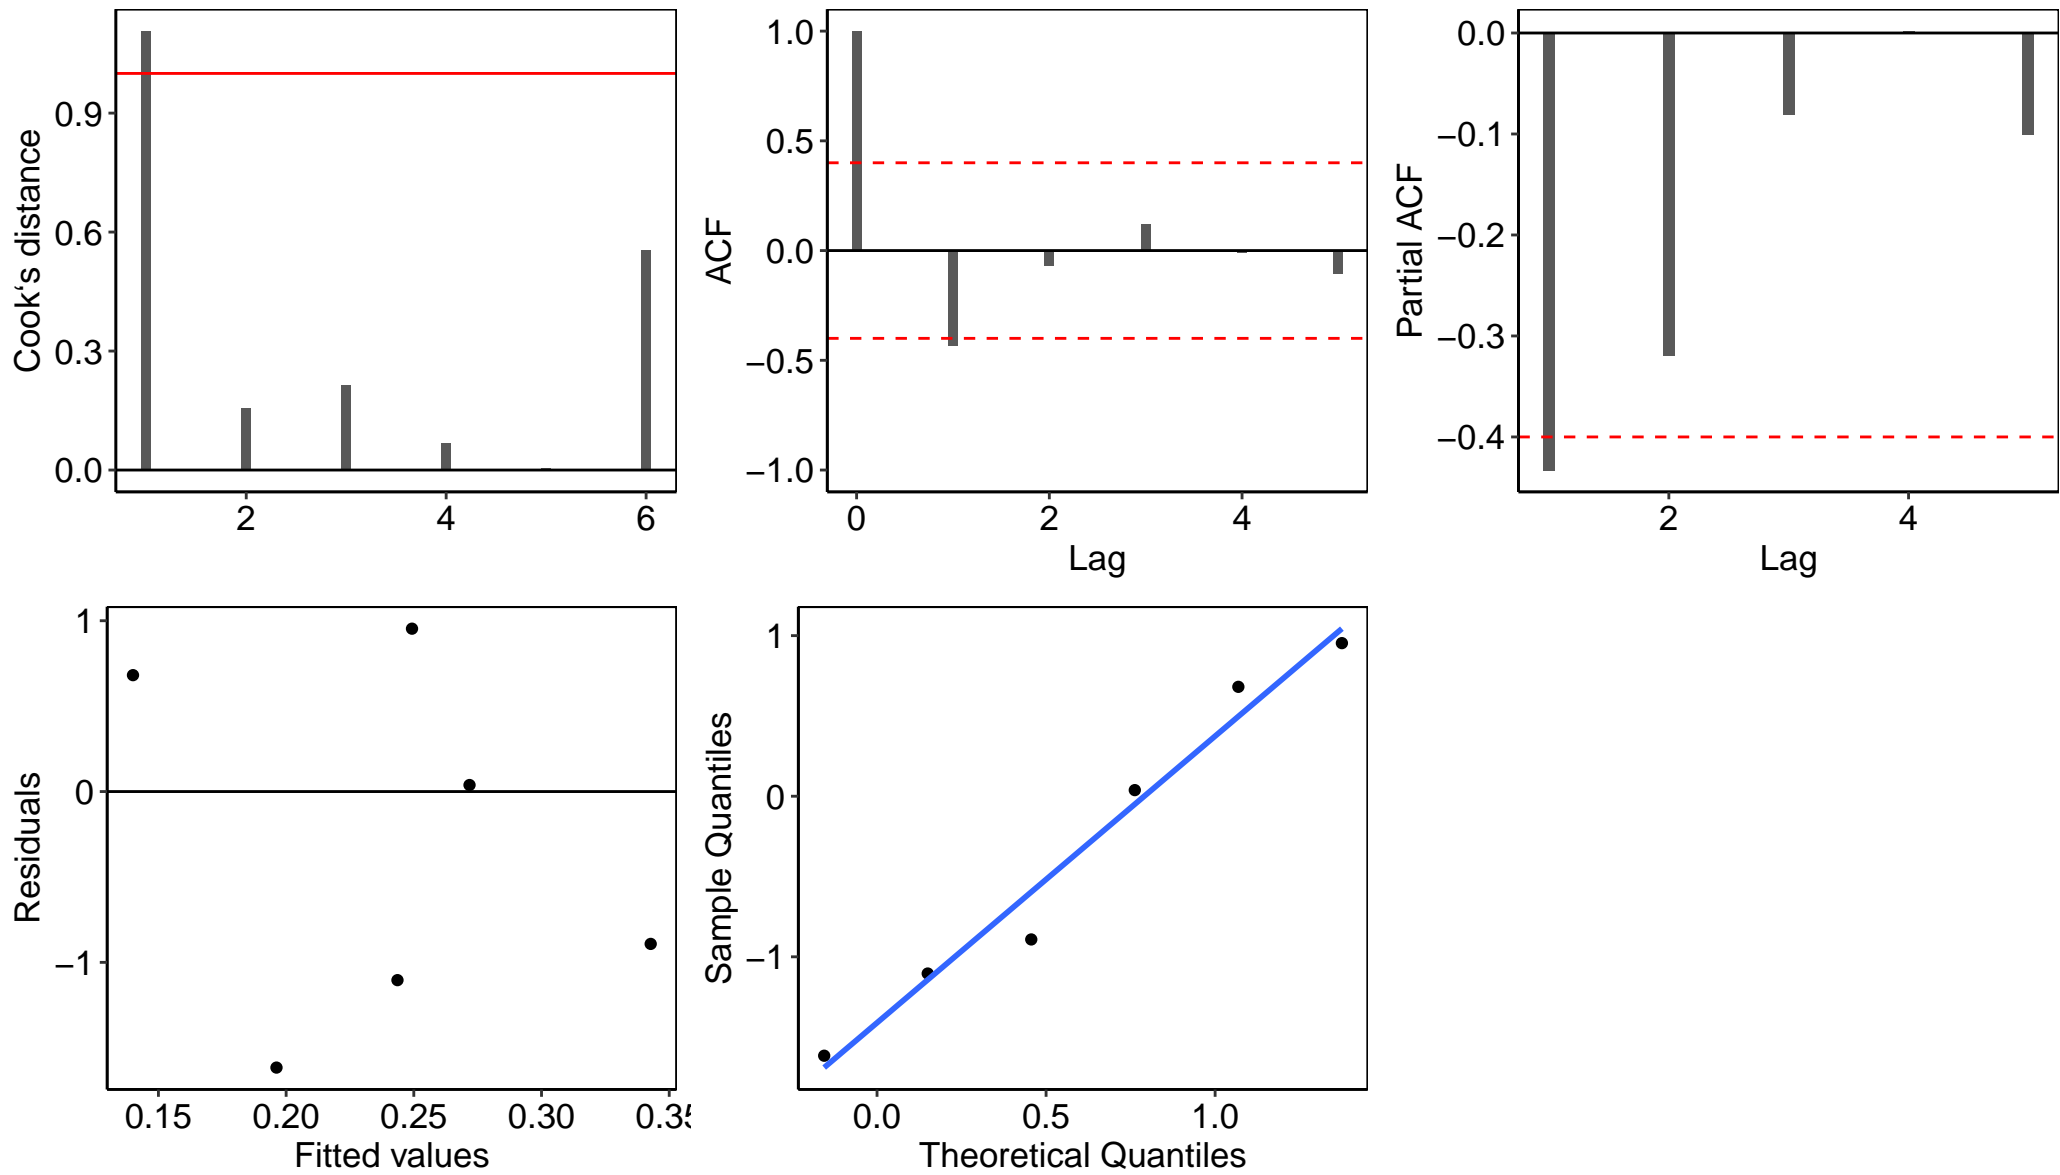 Cook‘s distance
0.9
0.6
0.3
0.0
2 4 6
ACF
1.0
0.5
0.0
−0.5
−1.0
0 2 4
Lag
Partial ACF
0.0
−0.1
−0.2
−0.3
−0.4
2 4
Lag
Residuals
1
0
−1
0.15 0.20 0.25 0.30
Fitted values
Sample Quantiles
1
0
−1
0.0 0.5 1.0
Theoretical Quantiles